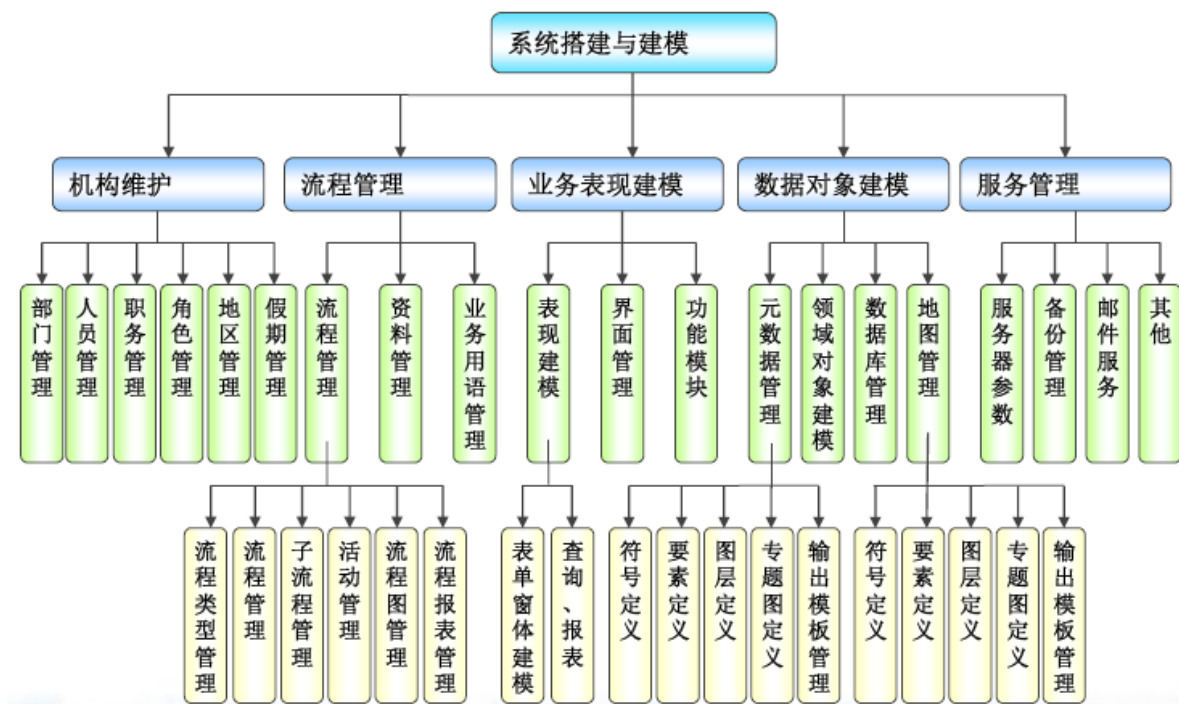 系统搭建与建模
机构维护
流程管理
业务表现建模
数据对象建模
服务管理
部门管理
人员管理
职务管理
角色管理
地区管理
假期管理
流程管理
资料管理
业务用语管理
表现建模
界面管理
功能模块
元数据管理
领域对象建模
数据库管理
地图管理
服务器参数
备份管理
邮件服务
其他
流程类型管理
流程管理
子流程管理
活动管理
流程图管理
流程报表管理
表单窗体建模
查询、报表
符号定义
要素定义
图层定义
专题图定义
输出模板管理
符号定义
要素定义
图层定义
专题图定义
输出模板管理